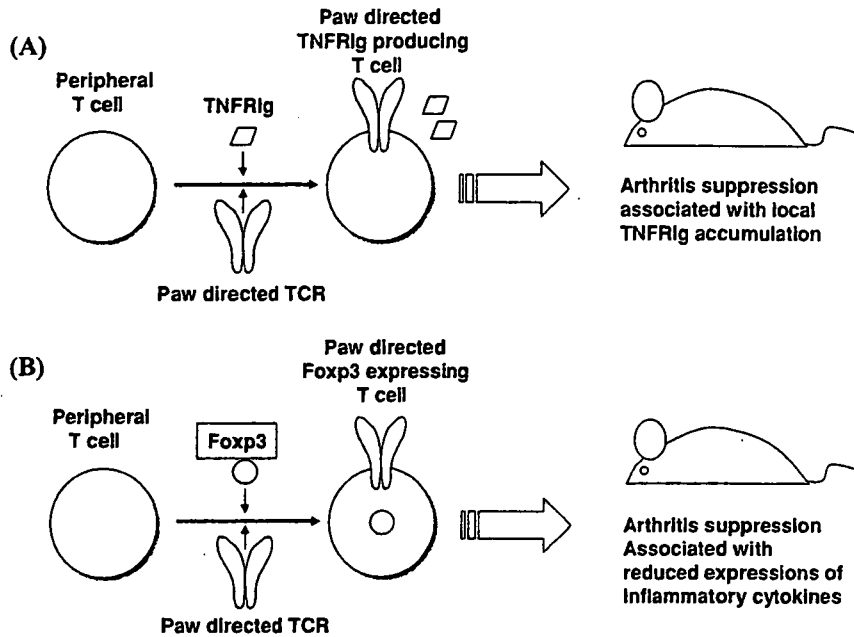 (A)
Peripheral
T cell
TNFRIg
Paw directed TCR
Paw directed
TNFRIg producing
T cell
Arthritis suppression
associated with local
TNFRIg accumulation
(B)
Peripheral
T cell
Foxp3
Paw directed TCR
Paw directed
Foxp3 expressing
T cell
Arthritis suppression
Associated with
reduced expressions of
inflammatory cytokines